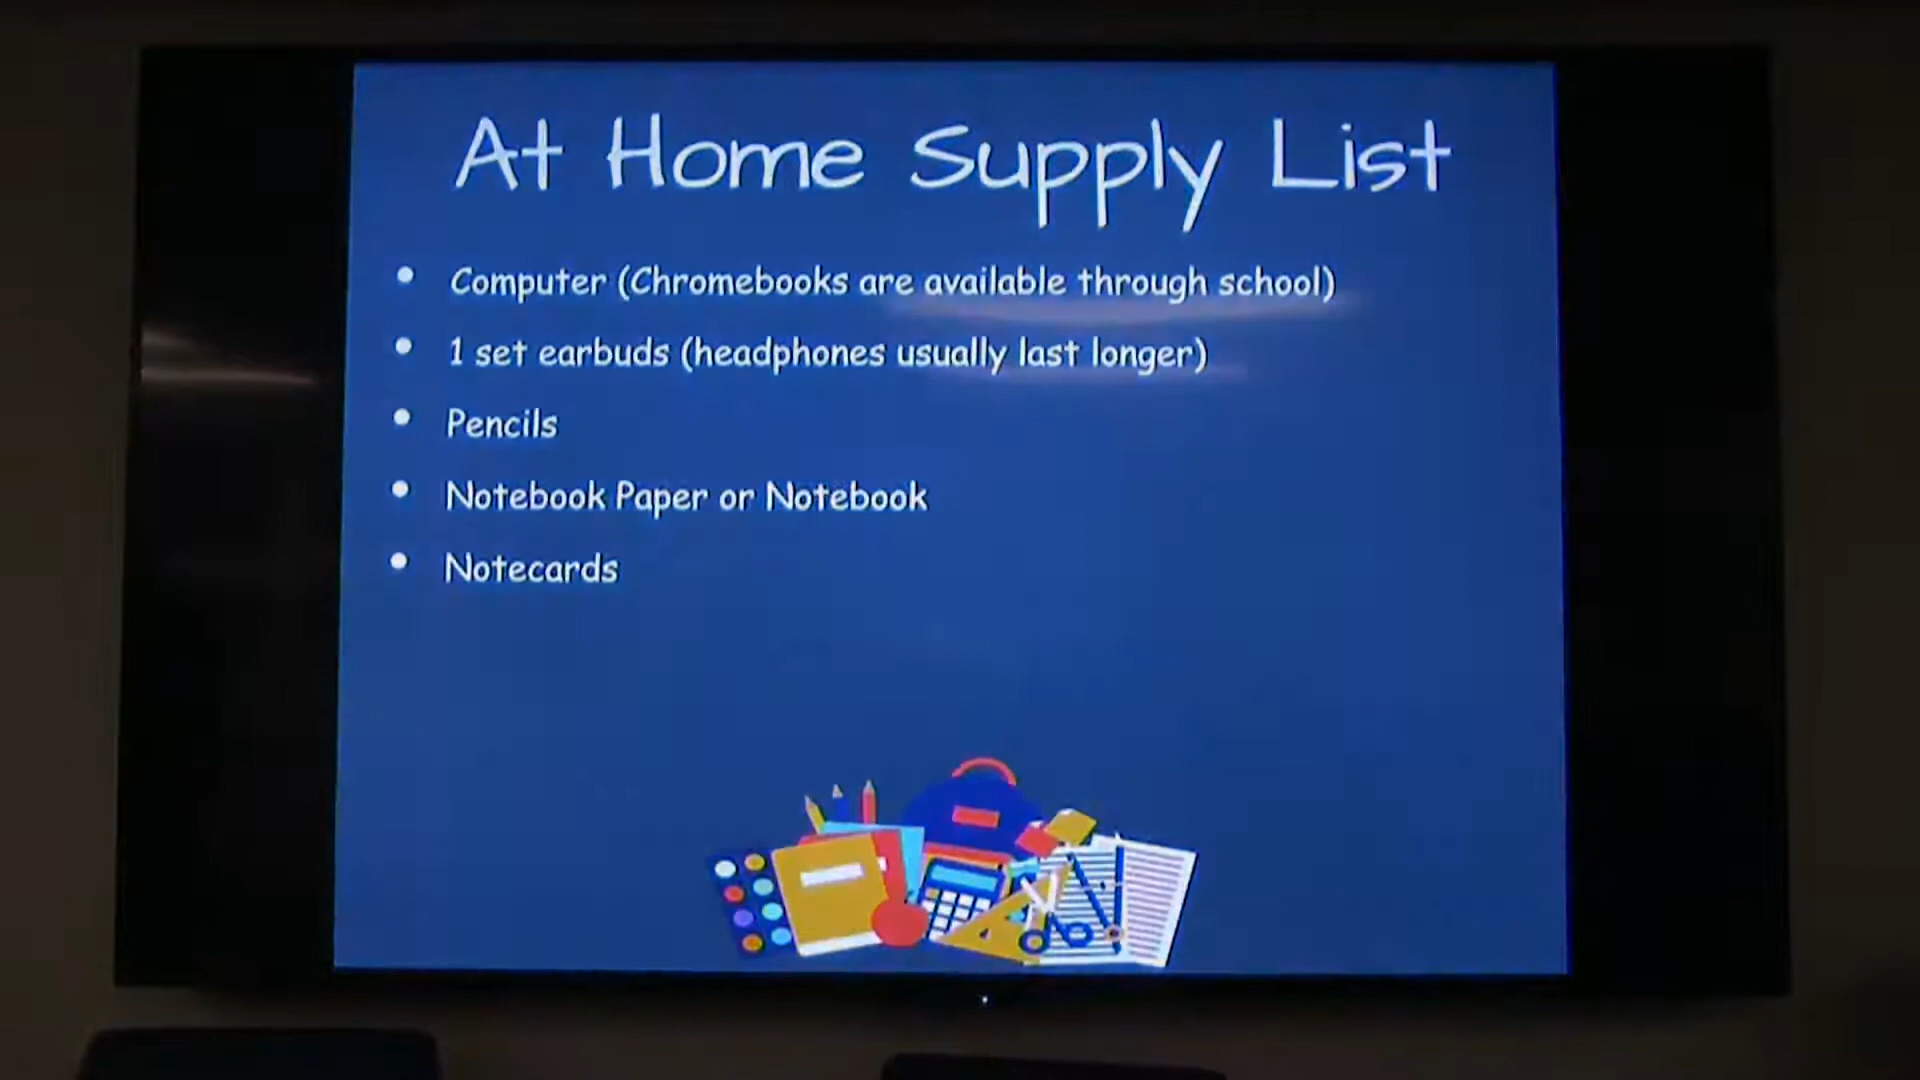 At Home Supply List
• Computer (Chromebooks are available through school)
• 1 set earbuds (headphones usually last longer)
• Pencils
• Notebook Paper or Notebook
• Notecards